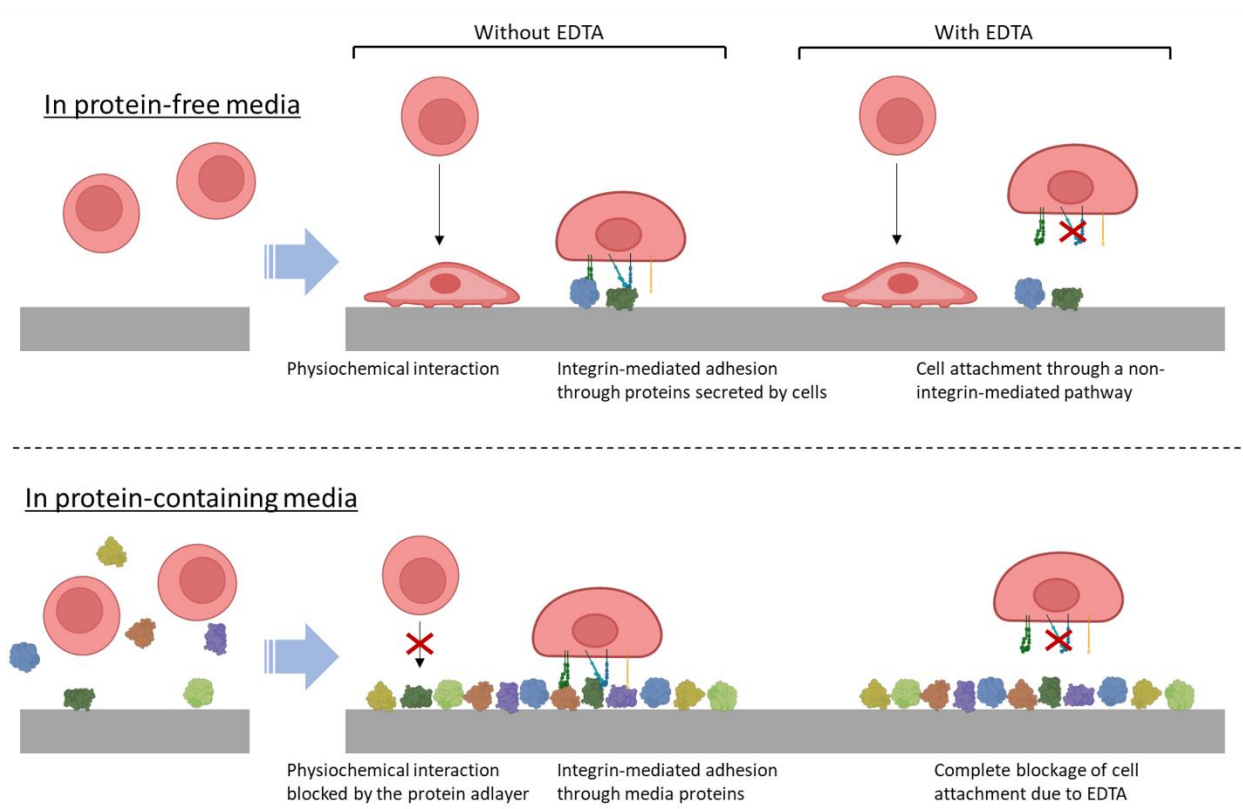 Without EDTA
With EDTA
In protein-free media
Physiochemical interaction
Integrin-mediated adhesion
through proteins secreted by cells
Cell attachment through a non-
integrin-mediated pathway
In protein-containing media
Physiochemical interaction
blocked by the protein adlayer
Integrin-mediated adhesion
through media proteins
Complete blockage of cell
attachment due to EDTA